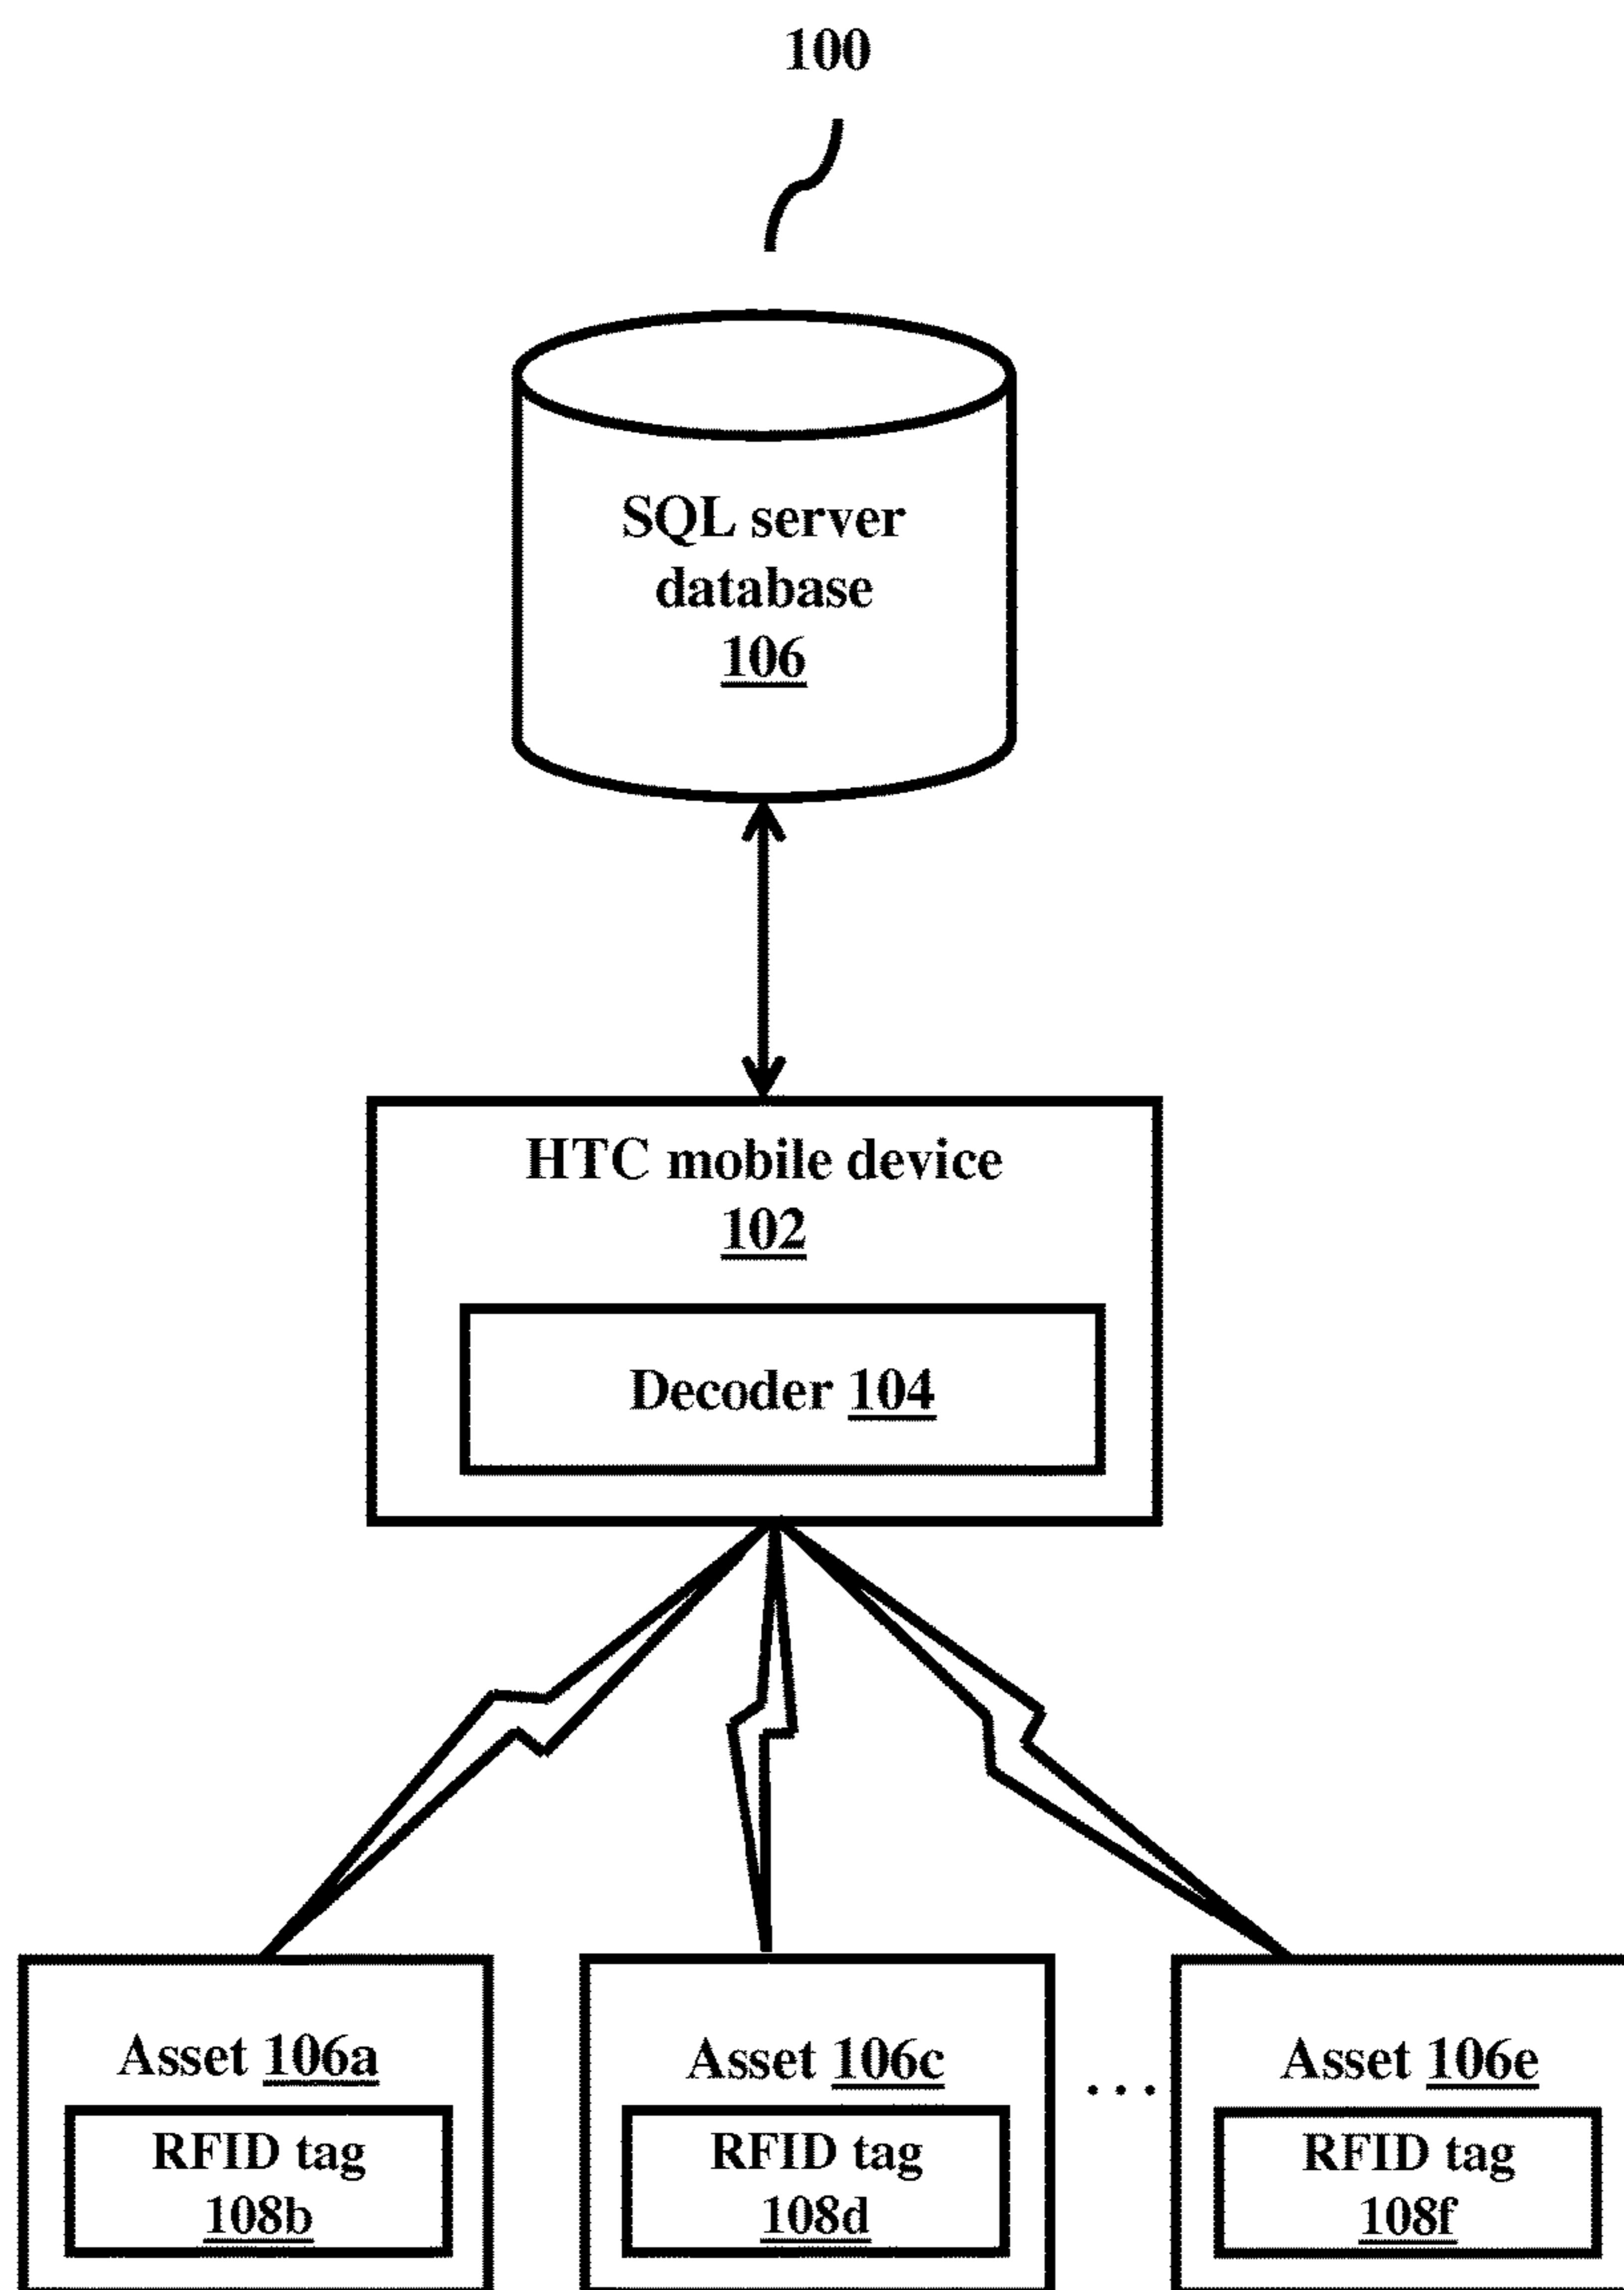 100
SQL server
database
106
HTC mobile device
102
Decoder 104
Asset 106a
RFID tag
108b
Asset 106c
RFID tag
108d
...
Asset 106e
RFID tag
108f